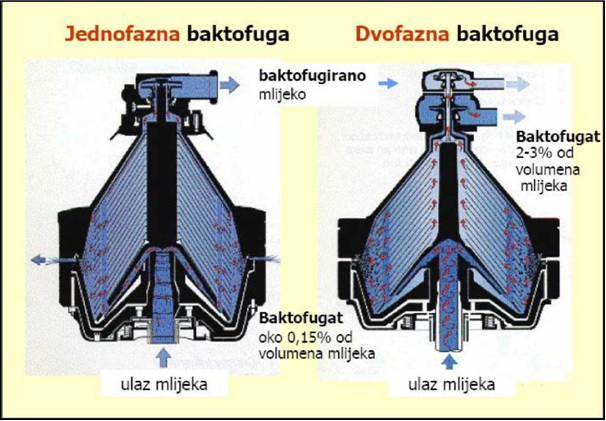 Jednofazna baktofuga
Dvofazna baktofuga
baktofugirano
mlijeko
Baktofugat
2-3% od
volumena
mlijeka
Baktofugat
oko 0,15% od
volumena mlijeka
ulaz mlijeka
ulaz mlijeka